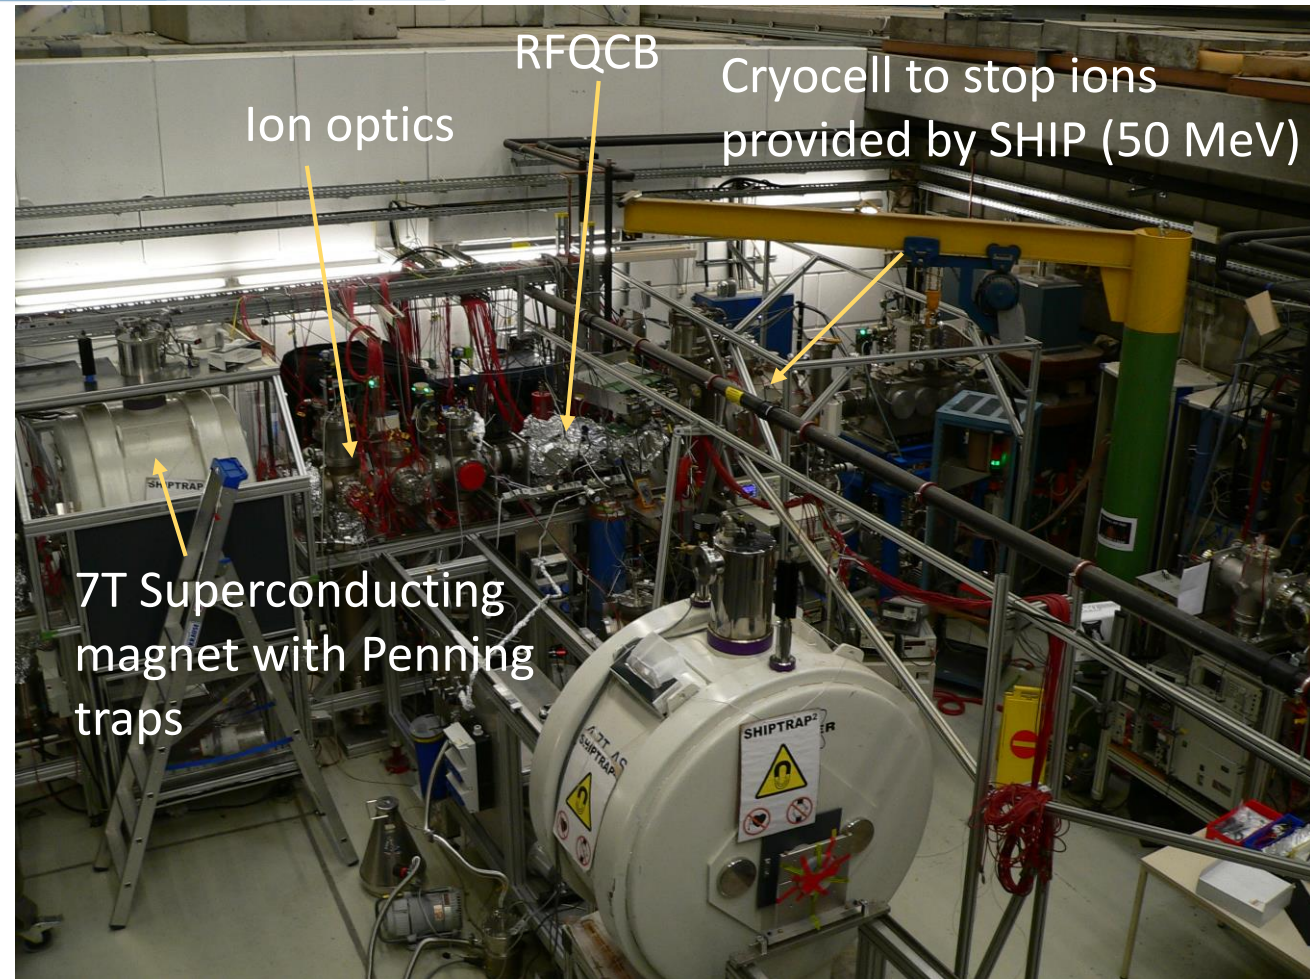 RFQCB
Cryocell to stop ions
provided by SHIP (50 MeV)
Ion optics
SHIPTRAP
7T Superconducting
magnet with Penning
traps
SHIPTRAP²
SHIPTRAP